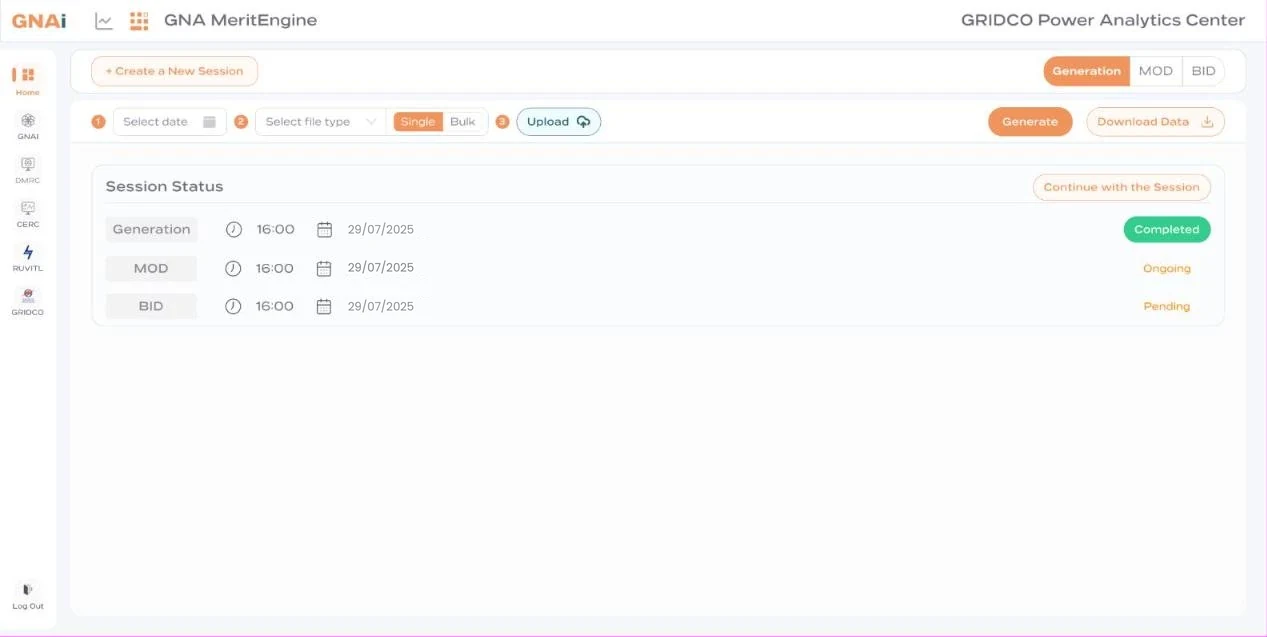 GNAi GNA MeritEngine GRIDCO Power Analytics Center
+ Create a New Session Generation MOD BID
1 Select date 2 Select file type Single Bulk 3 Upload Generate Download Data
Home
GNAI
DMRC
CERC
RUVITL
GRIDCO
Log Out
Session Status Continue with the Session
Generation 16:00 29/07/2025 Completed
MOD 16:00 29/07/2025 Ongoing
BID 16:00 29/07/2025 Pending